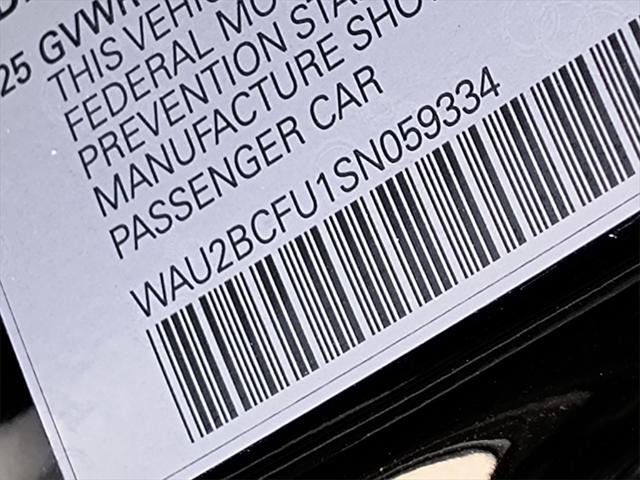 25 GVWR
THIS VEHIC
FEDERAL MO
PREVENTION STA
MANUFACTURE SHO
PASSENGER CAR
WAU2BCFU1SN059334